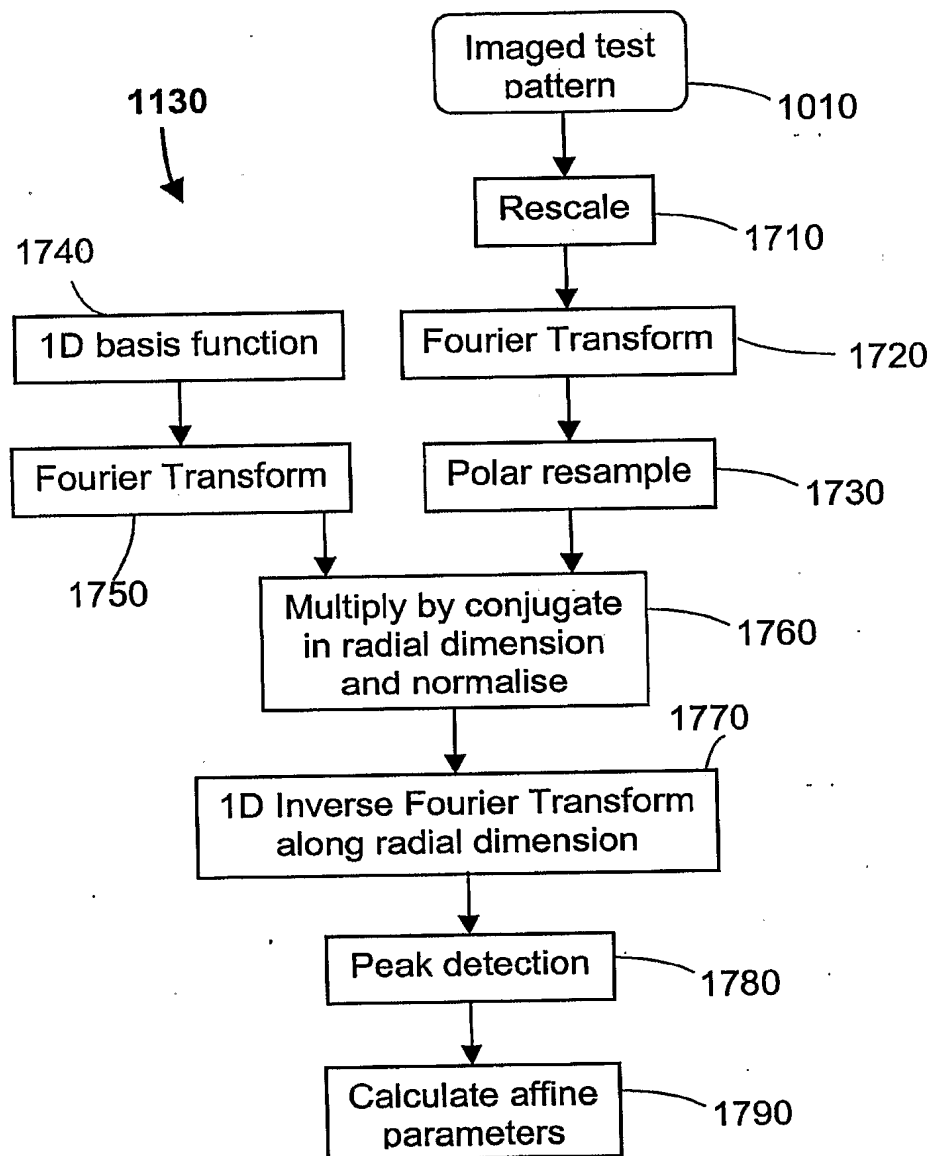 Imaged test
pattern
1010
1130
Rescale
1710
1740
1D basis function
Fourier Transform
1720
Fourier Transform
1750
Polar resample
1730
Multiply by conjugate
in radial dimension
and normalise
1760
1770
1D Inverse Fourier Transform
along radial dimension
Peak detection
1780
Calculate affine
parameters
1790